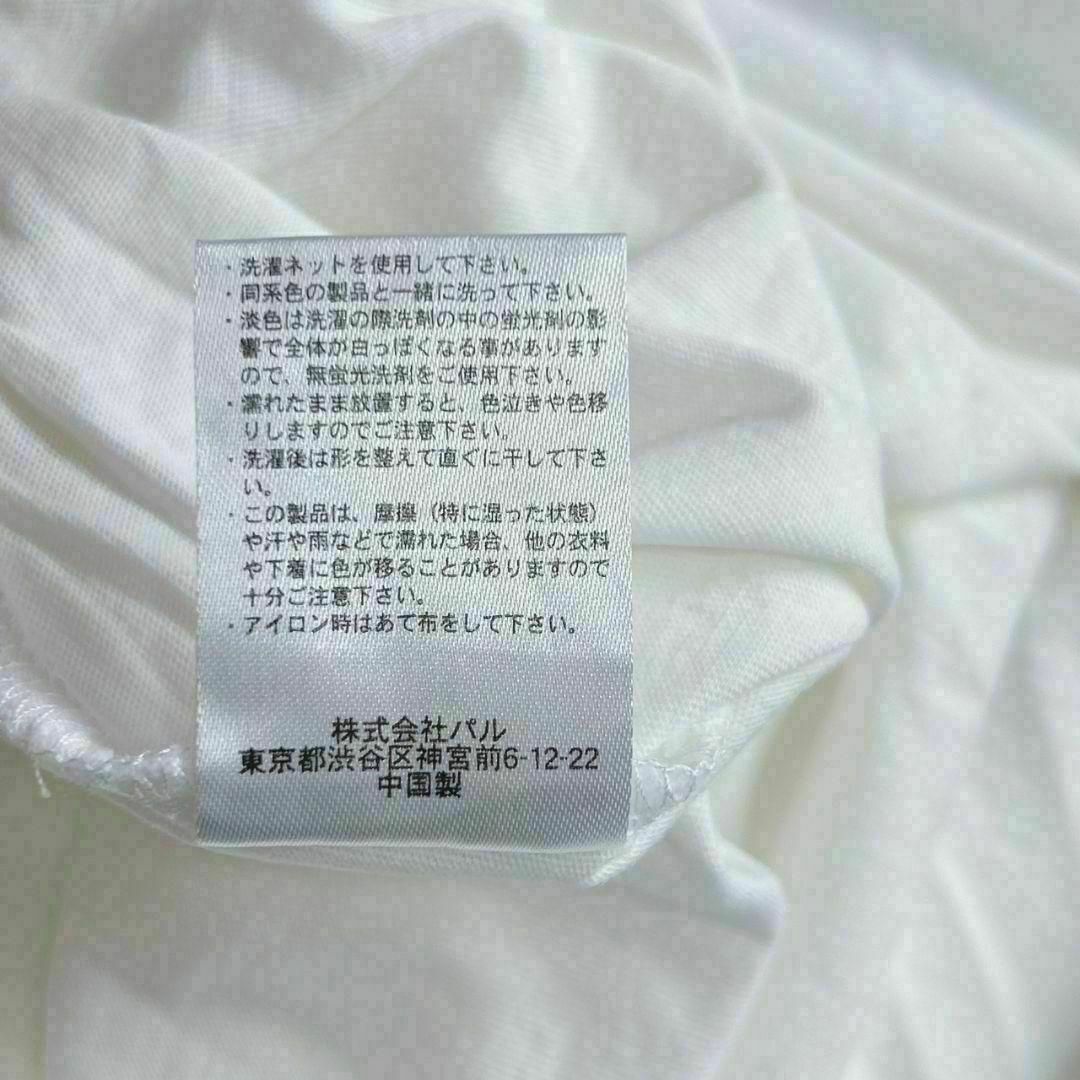 ・洗濯ネットを使用して下さい。
・同系色の製品と一緒に洗って下さい。
・淡色は洗濯の際洗剤の中の蛍光剤の影
響で全体が白っぽくなる事があります
ので、無蛍光洗剤をご使用下さい。
・濡れたまま放置すると、色泣きや色移
りしますのでご注意下さい。
・洗濯後は形を整えて直ぐに干して下さ
い。
・この製品は、摩擦（特に湿った状態）
や汗や雨などで濡れた場合、他の衣料
や下着に色が移ることがありますので
十分ご注意下さい。
・アイロン時はあて布をして下さい。
株式会社パル
東京都渋谷区神宮前6-12-22
中国製